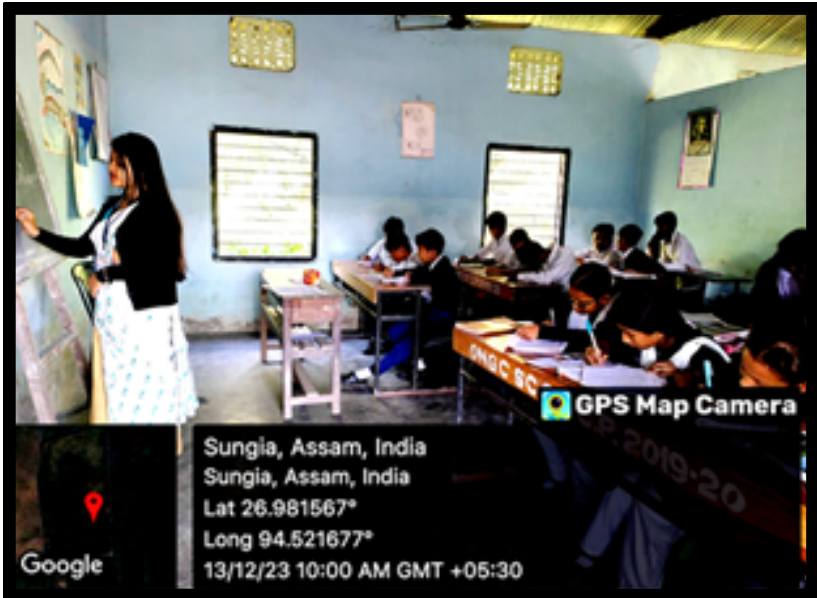 ONGC SC
P. 2019-20
GPS Map Camera
Sungia, Assam, India
Sungia, Assam, India
Lat 26.981567°
Long 94.521677°
13/12/23 10:00 AM GMT +05:30
Google